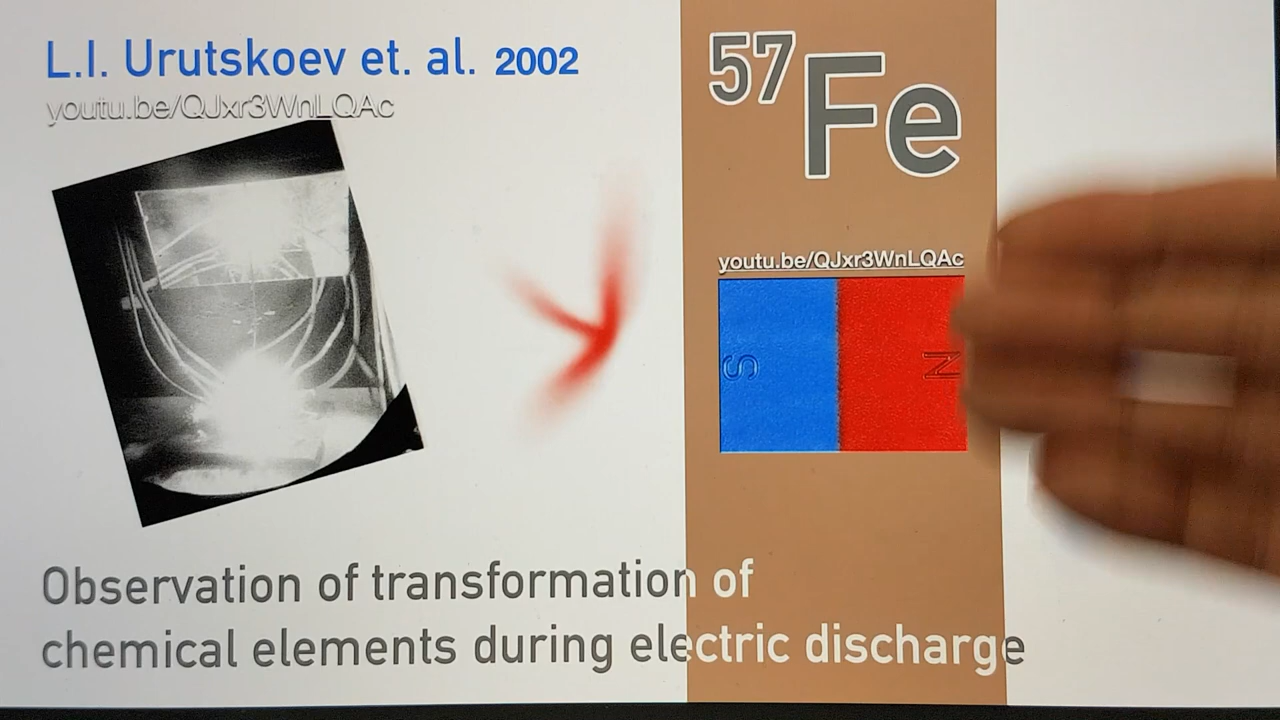 L.I. Urutskoev et. al. 2002
youtu.be/QJxr3WnLQAc
57Fe
youtu.be/QJxr3WnLQAc
S N
Observation of transformation of
chemical elements during electric discharge